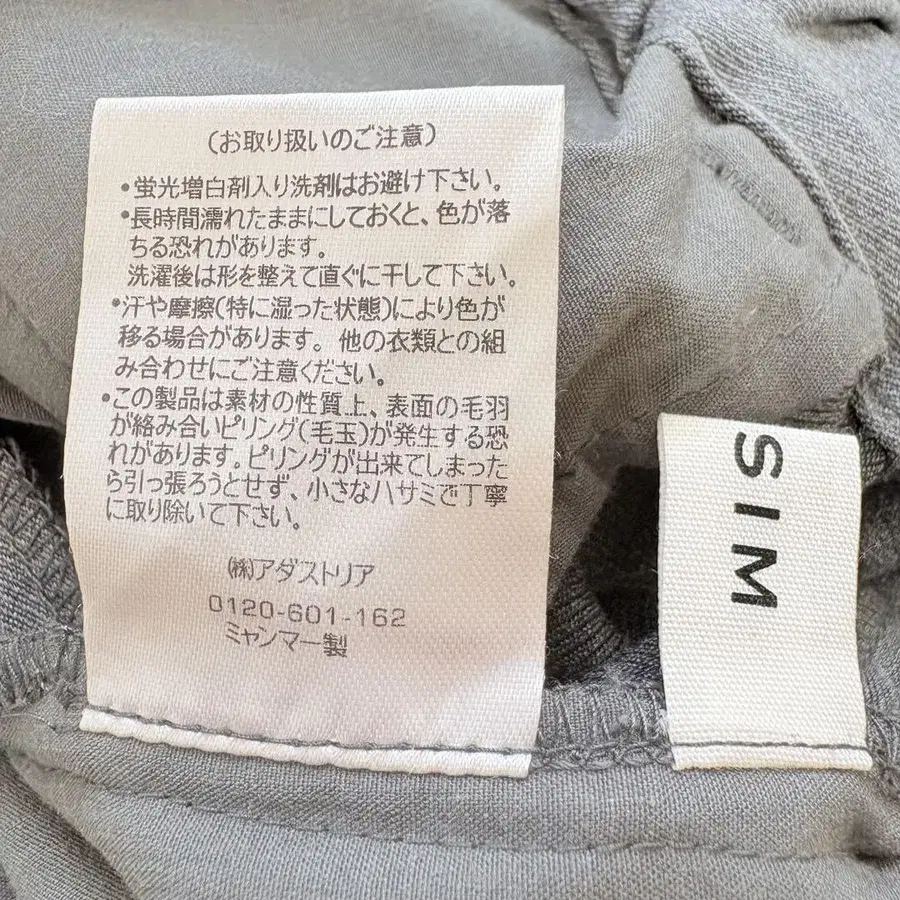 （お取り扱いのご注意）
・蛍光増白剤入り洗剤はお避け下さい。
・長時間濡れたままにしておくと、色が落
ちる恐れがあります。
洗濯後は形を整えて直ぐに干して下さい。
・汗や摩擦(特に湿った状態)により色が
移る場合があります。他の衣類との組
み合わせにご注意ください。
・この製品は素材の性質上、表面の毛羽
が絡み合いピリング(毛玉)が発生する恐
れがあります。ピリングが出来てしまった
ら引っ張ろうとせず、小さなハサミで丁寧
に取り除いて下さい。
㈱アダストリア
0120-601-162
ミャンマー製
SIM